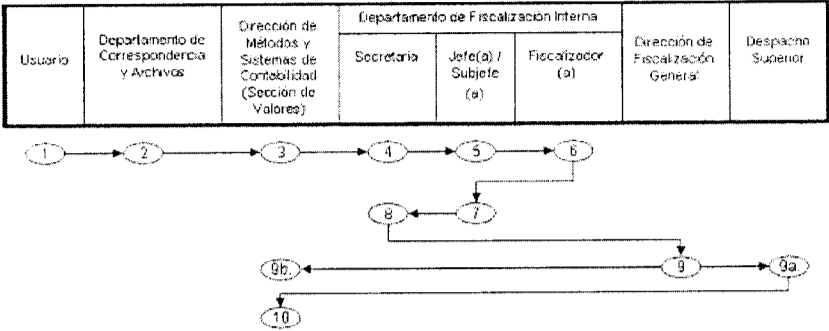 Usuario
Departamento de
Correspondencia
y Archivos
Dirección de
Métodos y
Sistemas de
Contabilidad
(Sección de
Valores)
Departamento de Fiscalización Interna
Secretaria
Jefe(a) /
Subjefe
(a)
Fiscalizador
(a)
Dirección de
Fiscalización
General
Despacho
Superior
1
2
3
4
5
6
8
7
9b.
9
9a.
10